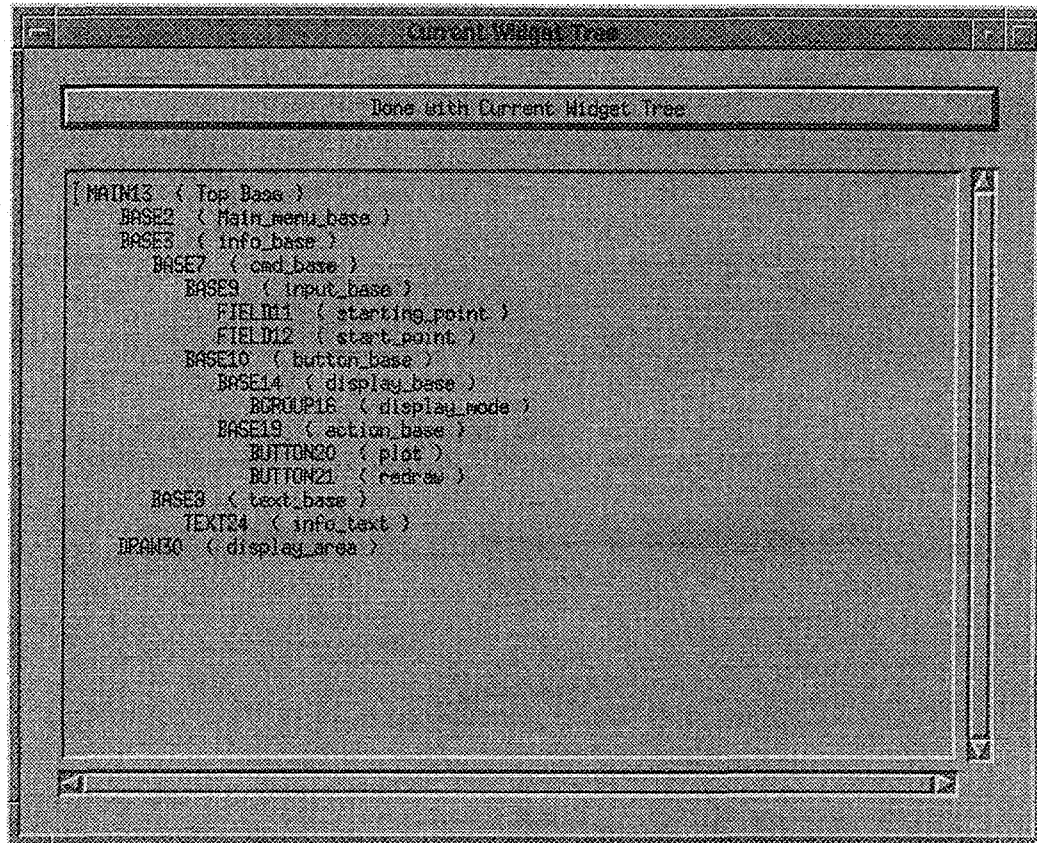 Current Widget Tree
Done with Current Widget Tree
MAIN13 ( Top Base )
BASE2 ( Main_menu_base )
BASE5 ( info_base )
BASE7 ( cmd_base )
BASE9 ( input_base )
FIELD11 ( starting_point )
FIELD12 ( start_point )
BASE10 ( button_base )
BASE14 ( display_base )
BGROUP16 ( display_mode )
BASE19 ( action_base )
BUTTON20 ( plot )
BUTTON21 ( redraw )
( text_base )
TEXT24 ( info_text )
DRAW30 ( display_area )